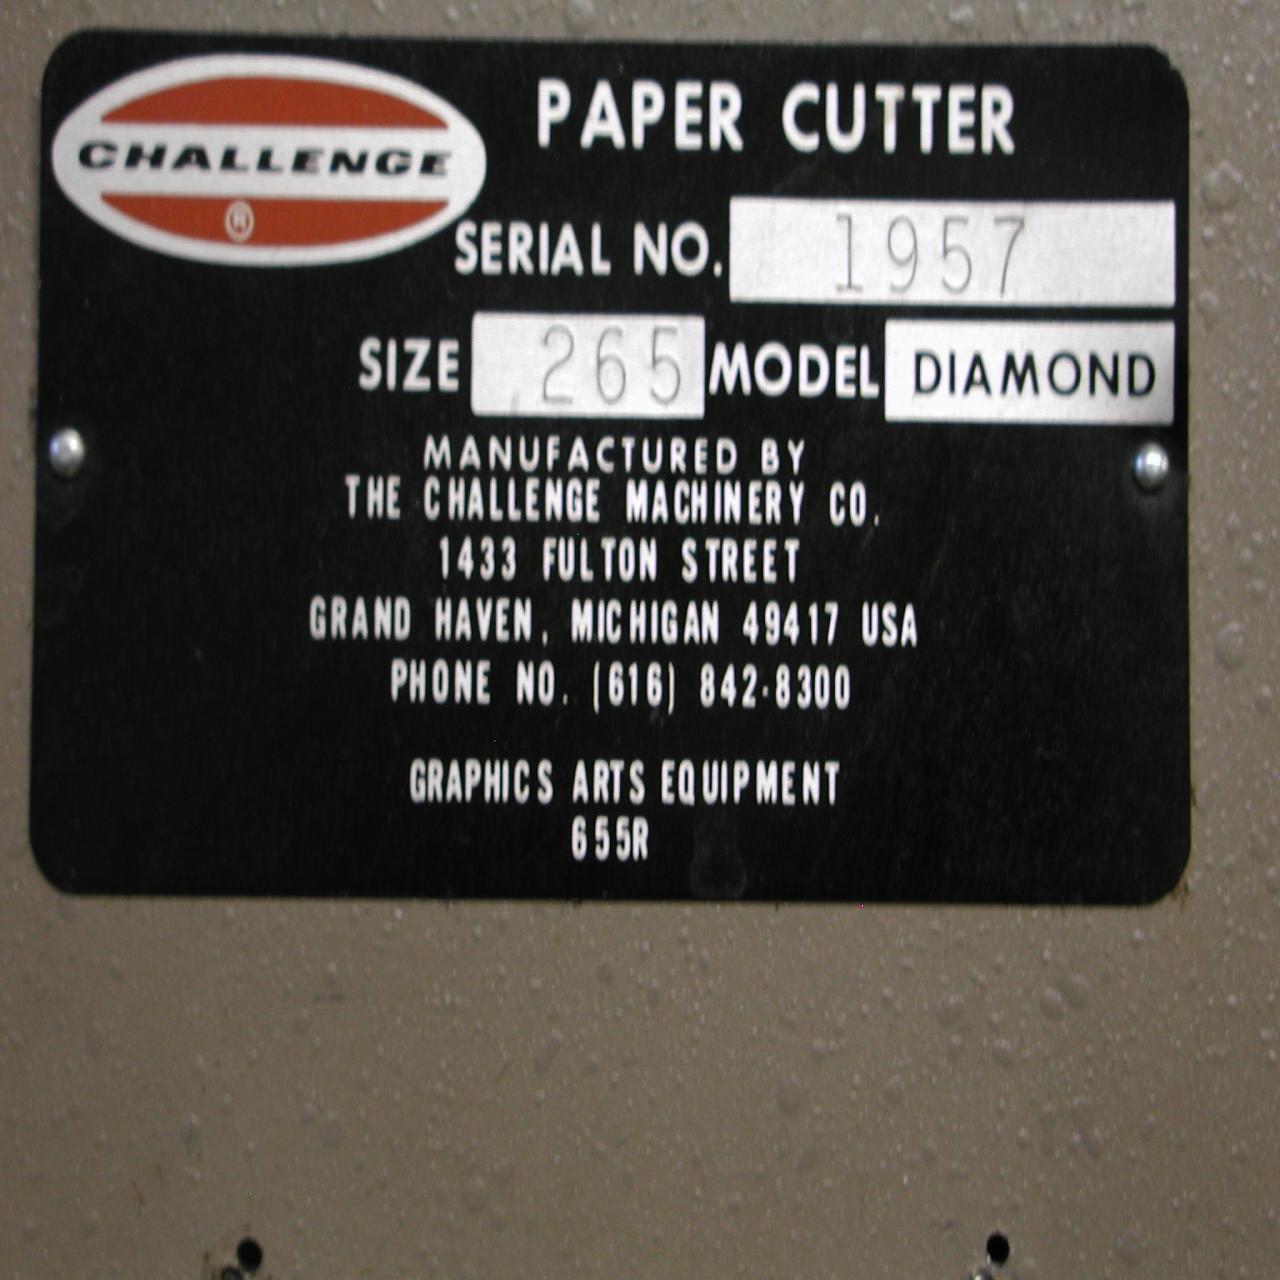 CHALLENGE
®
PAPER CUTTER
SERIAL NO. 1957
SIZE 265 MODEL DIAMOND
MANUFACTURED BY
THE CHALLENGE MACHINERY CO.
1433 FULTON STREET
GRAND HAVEN, MICHIGAN 49417 USA
PHONE NO. (616) 842-8300
GRAPHICS ARTS EQUIPMENT
655R